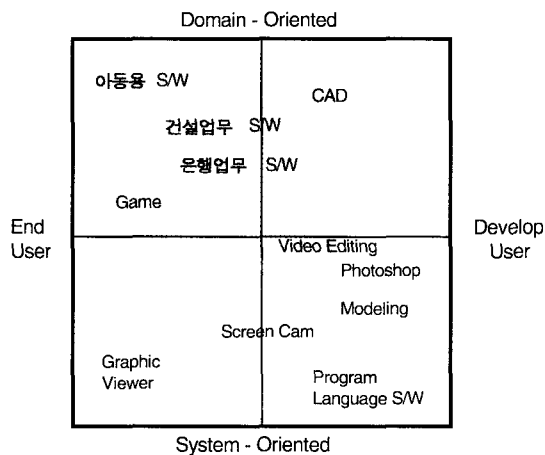 Domain - Oriented
아동용 S/W
CAD
건설업무 S/W
은행업무 S/W
Game
End
User
Develop
User
Video Editing
Photoshop
Modeling
Screen Cam
Graphic
Viewer
Program
Language S/W
System - Oriented